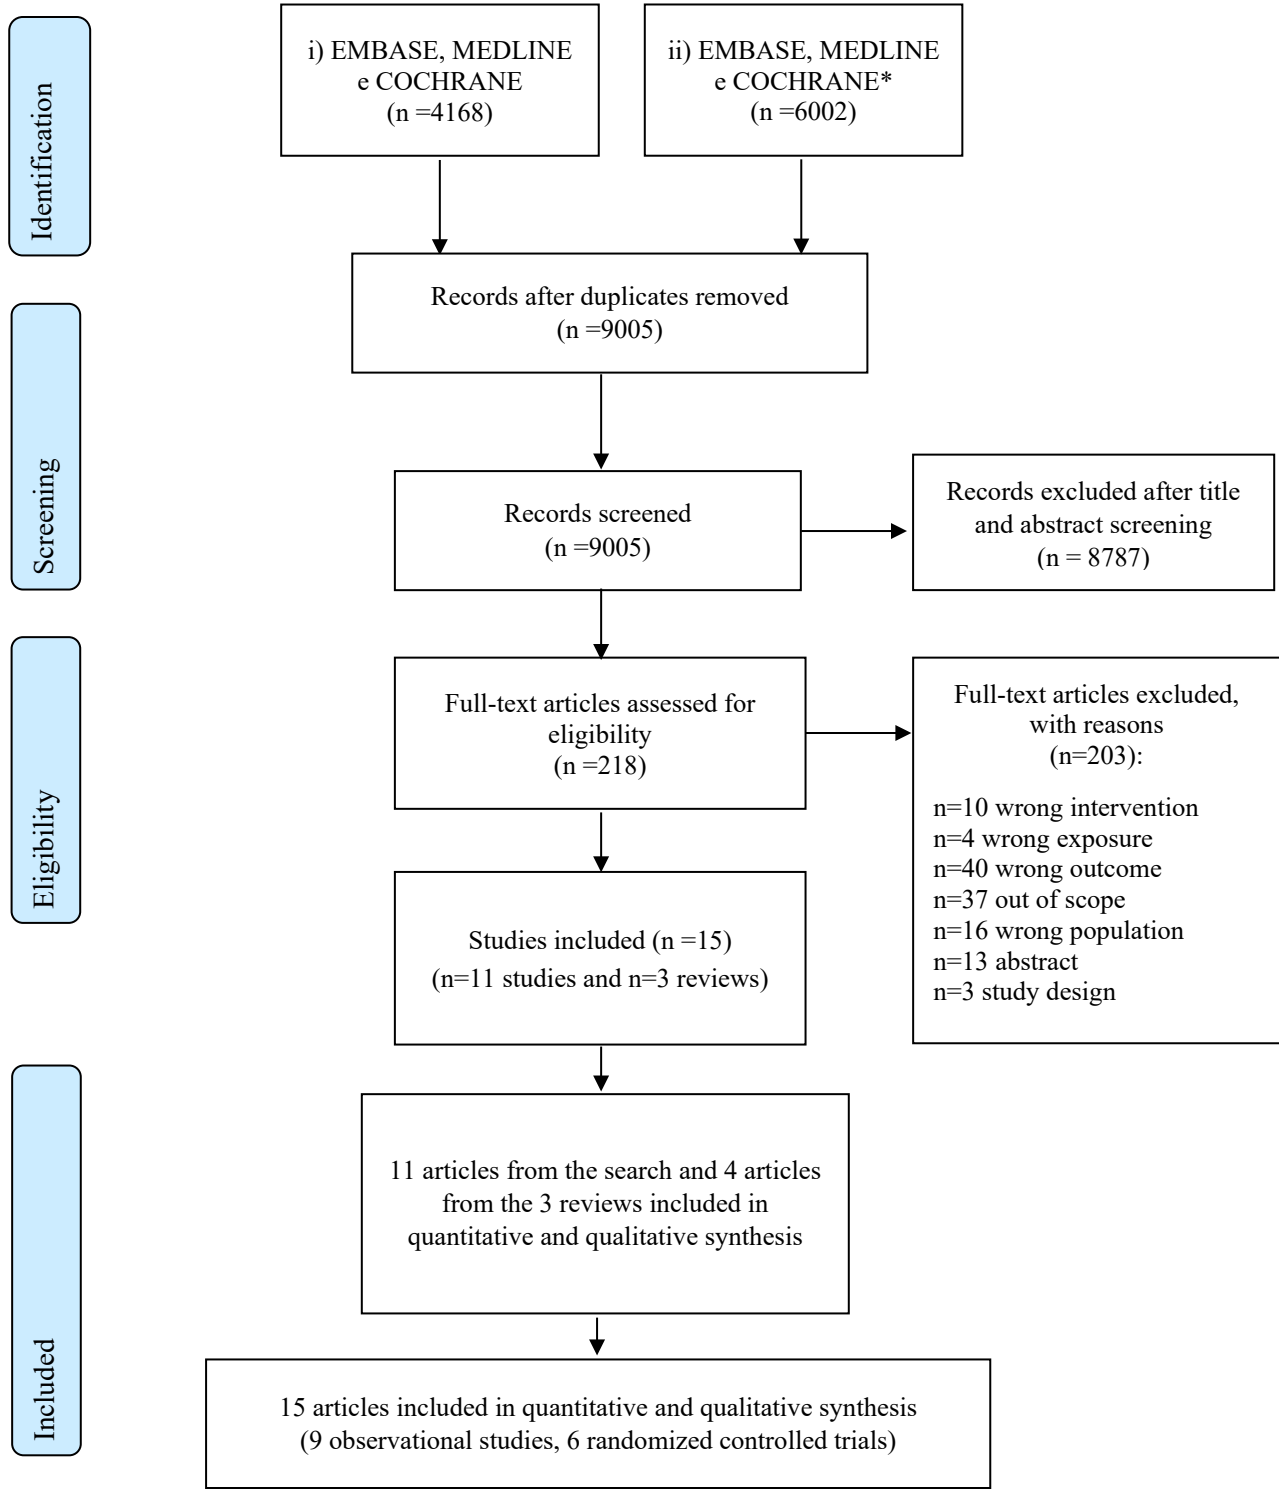 Identification
i) EMBASE, MEDLINE
e COCHRANE
(n =4168)
ii) EMBASE, MEDLINE
e COCHRANE*
(n =6002)
Records after duplicates removed
(n =9005)
Screening
Records screened
(n =9005)
Records excluded after title
and abstract screening
(n = 8787)
Eligibility
Full-text articles assessed for
eligibility
(n =218)
Full-text articles excluded,
with reasons
(n=203):
n=10 wrong intervention
n=4 wrong exposure
n=40 wrong outcome
n=37 out of scope
n=16 wrong population
n=13 abstract
n=3 study design
Studies included (n =15)
(n=11 studies and n=3 reviews)
Included
11 articles from the search and 4 articles
from the 3 reviews included in
quantitative and qualitative synthesis
15 articles included in quantitative and qualitative synthesis
(9 observational studies, 6 randomized controlled trials)